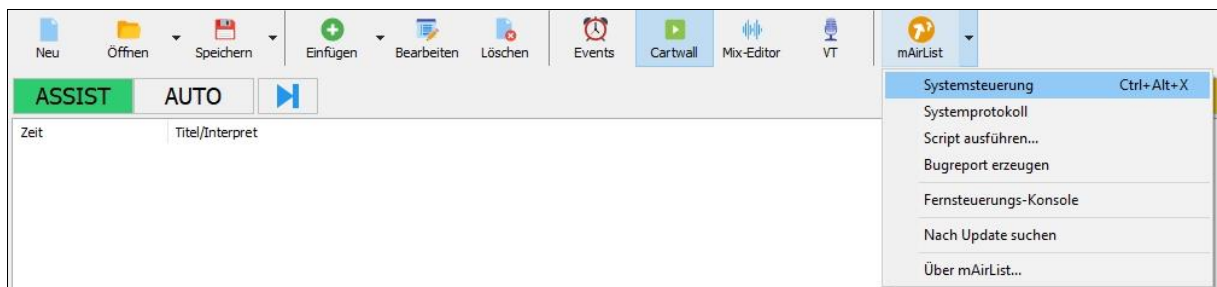 Neu Öffnen Speichern Einfügen Bearbeiten Löschen Events Cartwall Mix-Editor VT mAirList
ASSIST AUTO
Zeit Titel/Interpret
Systemsteuerung Ctrl+Alt+X
Systemprotokoll
Script ausführen...
Bugreport erzeugen
Fernsteuerungs-Konsole
Nach Update suchen
Über mAirList...